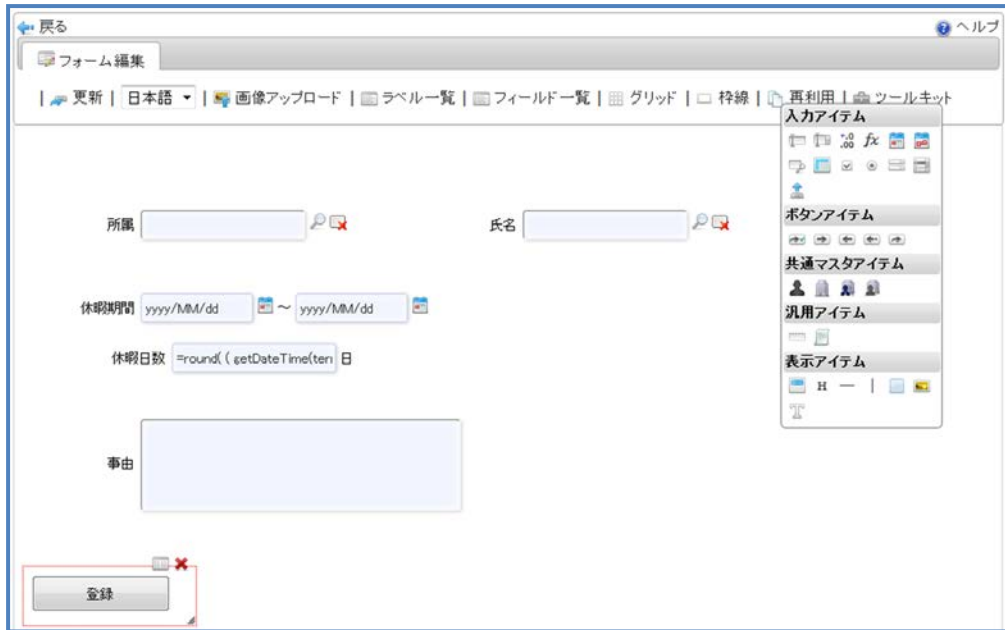 戻る ヘルプ
フォーム編集
| 更新 | 日本語 | 画像アップロード | ラベル一覧 | フィールド一覧 | グリッド | 枠線 | 再利用 | ツールキット
入力アイテム
.00 fx
ボタンアイテム
共通マスタアイテム
汎用アイテム
表示アイテム
H
T
所属 氏名
休暇期間 yyyy/MM/dd ～ yyyy/MM/dd
休暇日数 =round( ( getDateTime(ten 日
事由
登録